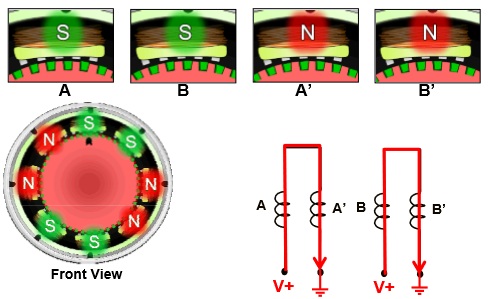 S S N N
A B A’ B’
S
N S
N N
S N
S
Front View
A A’ B B’
V+ V+